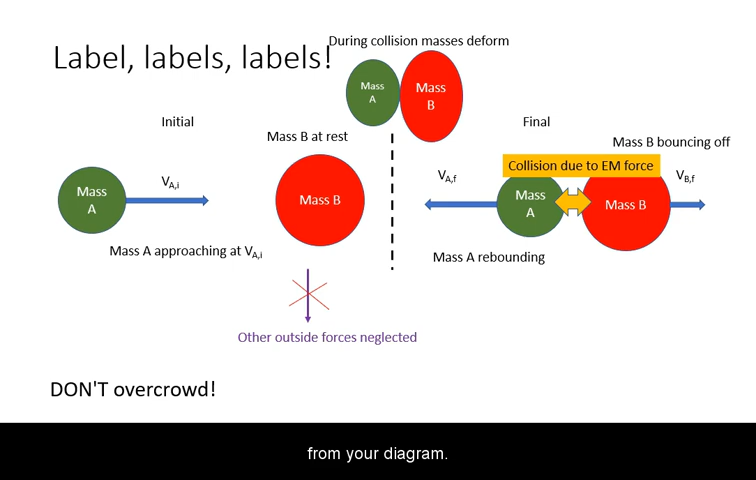 Label, labels, labels!
During collision masses deform
Mass
A
Mass
B
Initial
Final
Mass B at rest
Mass B bouncing off
Collision due to EM force
V_A,i
V_A,f
V_B,f
Mass
A
Mass B
Mass
A
Mass B
Mass A approaching at V_A,i
Mass A rebounding
Other outside forces neglected
DON'T overcrowd!
from your diagram.